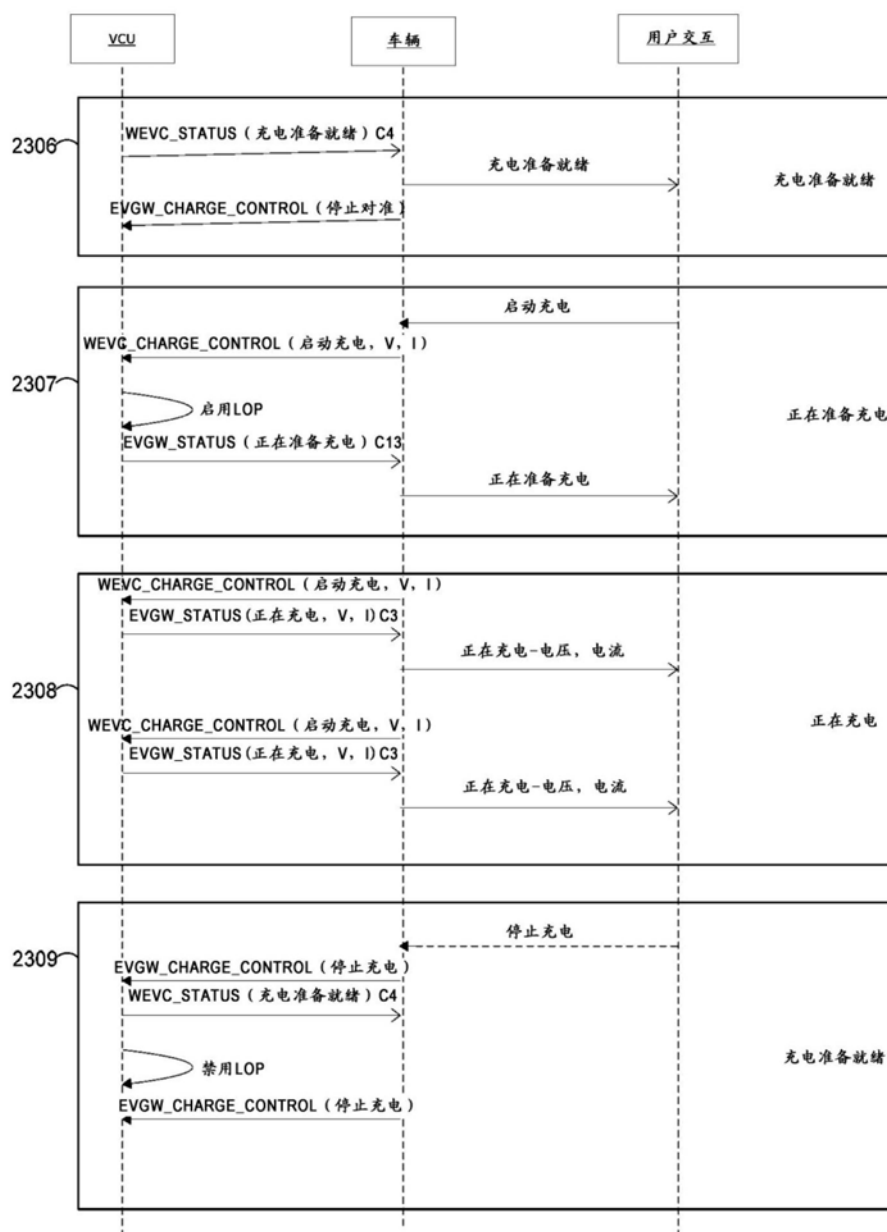 VCU
车辆
用户交互
2306
WEVC_STATUS(充电准备就绪)C4
充电准备就绪
充电准备就绪
EVGW_CHARGE_CONTROL(停止对准)
启动充电
WEVC_CHARGE_CONTROL(启动充电,V,I)
2307
启用LOP
正在准备充电
EVGW_STATUS(正在准备充电)C13
正在准备充电
WEVC_CHARGE_CONTROL(启动充电,V,I)
EVGW_STATUS(正在充电,V,I)C3
正在充电-电压,电流
2308
正在充电
WEVC_CHARGE_CONTROL(启动充电,V,I)
EVGW_STATUS(正在充电,V,I)C3
正在充电-电压,电流
停止充电
2309
EVGW_CHARGE_CONTROL(停止充电)
WEVC_STATUS(充电准备就绪)C4
充电准备就绪
禁用LOP
EVGW_CHARGE_CONTROL(停止充电)